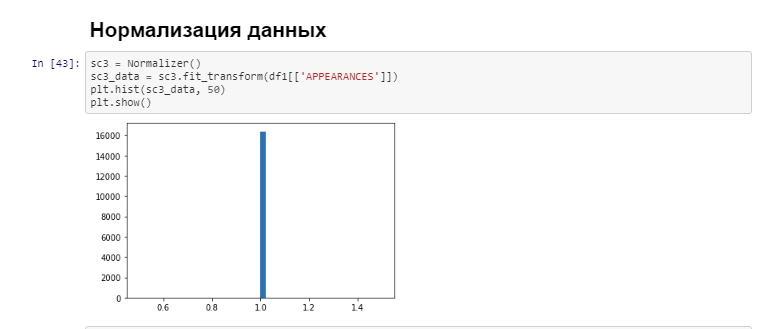 Нормализация данных
In [43]: sc3 = Normalizer()
sc3_data = sc3.fit_transform(df1[['APPEARANCES']])
plt.hist(sc3_data, 50)
plt.show()
16000
14000
12000
10000
8000
6000
4000
2000
0
0.6 0.8 1.0 1.2 1.4